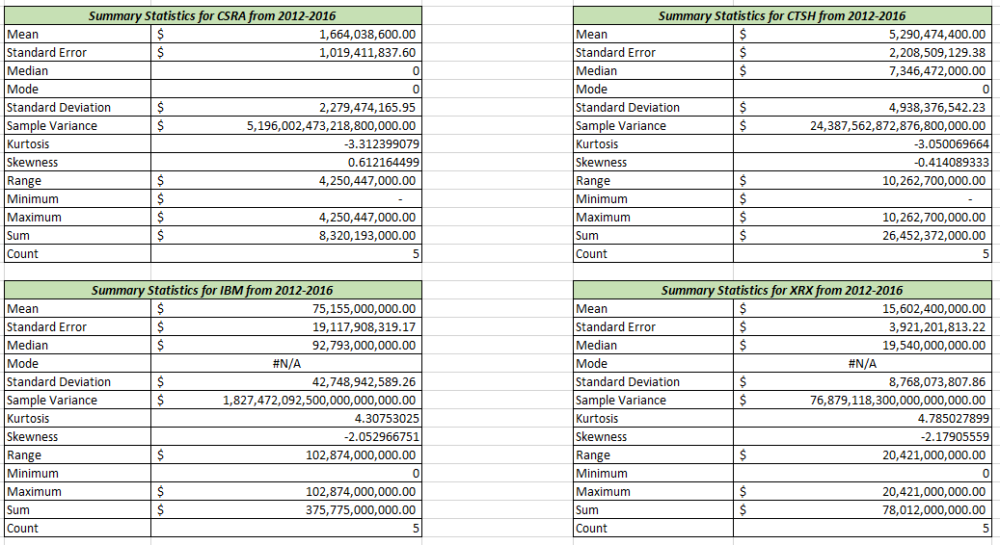 Summary Statistics for CSRA from 2012-2016
Mean $ 1,664,038,600.00
Standard Error $ 1,019,411,837.60
Median 0
Mode 0
Standard Deviation $ 2,279,474,165.95
Sample Variance $ 5,196,002,473,218,800,000.00
Kurtosis -3.312399079
Skewness 0.612164499
Range $ 4,250,447,000.00
Minimum $ -
Maximum $ 4,250,447,000.00
Sum $ 8,320,193,000.00
Count 5
Summary Statistics for CTSH from 2012-2016
Mean $ 5,290,474,400.00
Standard Error $ 2,208,509,129.38
Median $ 7,346,472,000.00
Mode 0
Standard Deviation $ 4,938,376,542.23
Sample Variance $ 24,387,562,872,876,800,000.00
Kurtosis -3.050069664
Skewness -0.414089333
Range $ 10,262,700,000.00
Minimum $ -
Maximum $ 10,262,700,000.00
Sum $ 26,452,372,000.00
Count 5
Summary Statistics for IBM from 2012-2016
Mean $ 75,155,000,000.00
Standard Error $ 19,117,908,319.17
Median $ 92,793,000,000.00
Mode #N/A
Standard Deviation $ 42,748,942,589.26
Sample Variance $ 1,827,472,092,500,000,000,000.00
Kurtosis 4.30753025
Skewness -2.052966751
Range $ 102,874,000,000.00
Minimum 0
Maximum $ 102,874,000,000.00
Sum $ 375,775,000,000.00
Count 5
Summary Statistics for XRX from 2012-2016
Mean $ 15,602,400,000.00
Standard Error $ 3,921,201,813.22
Median $ 19,540,000,000.00
Mode #N/A
Standard Deviation $ 8,768,073,807.86
Sample Variance $ 76,879,118,300,000,000,000.00
Kurtosis 4.785027899
Skewness -2.17905559
Range $ 20,421,000,000.00
Minimum 0
Maximum $ 20,421,000,000.00
Sum $ 78,012,000,000.00
Count 5